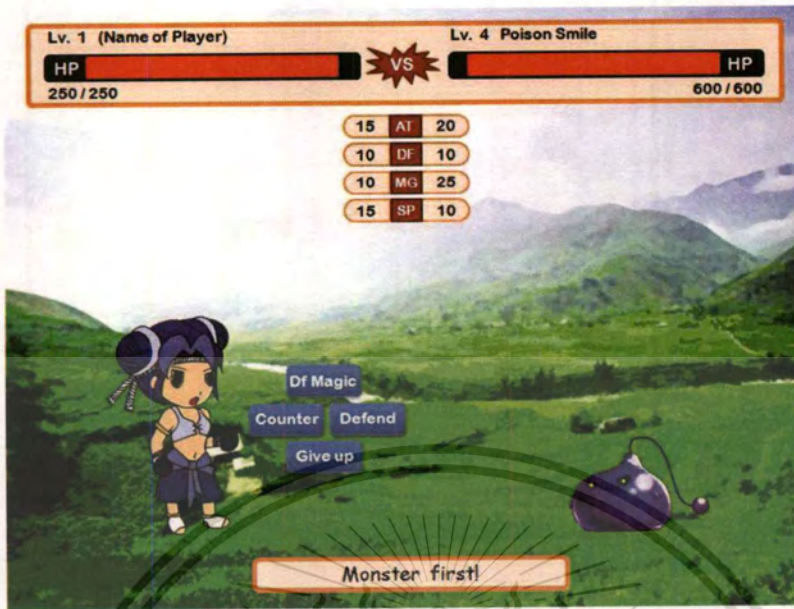 Lv. 1 (Name of Player)
Lv. 4 Poison Smile
HP
VS
HP
250 / 250
600 / 600
15 AT 20
10 DF 10
10 MG 25
15 SP 10
Df Magic
Counter Defend
Give up
Monster first!